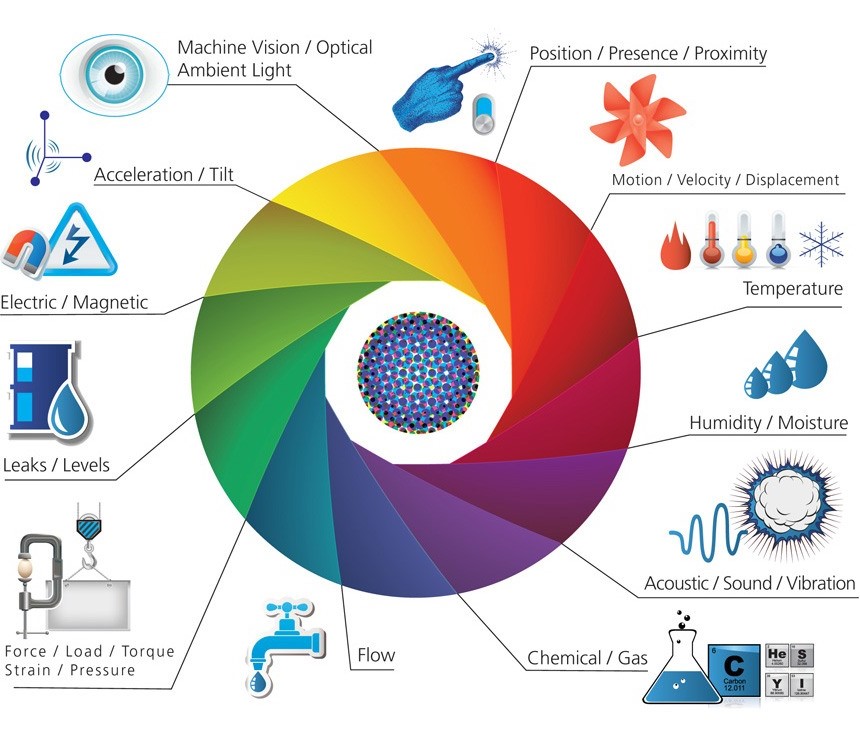 Machine Vision / Optical
Ambient Light
Position / Presence / Proximity
Acceleration / Tilt
Motion / Velocity / Displacement
Electric / Magnetic
Temperature
Humidity / Moisture
Leaks / Levels
Acoustic / Sound / Vibration
Force / Load / Torque
Strain / Pressure
Flow
Chemical / Gas
6
C
Carbon
12.011
He
S
Y
I